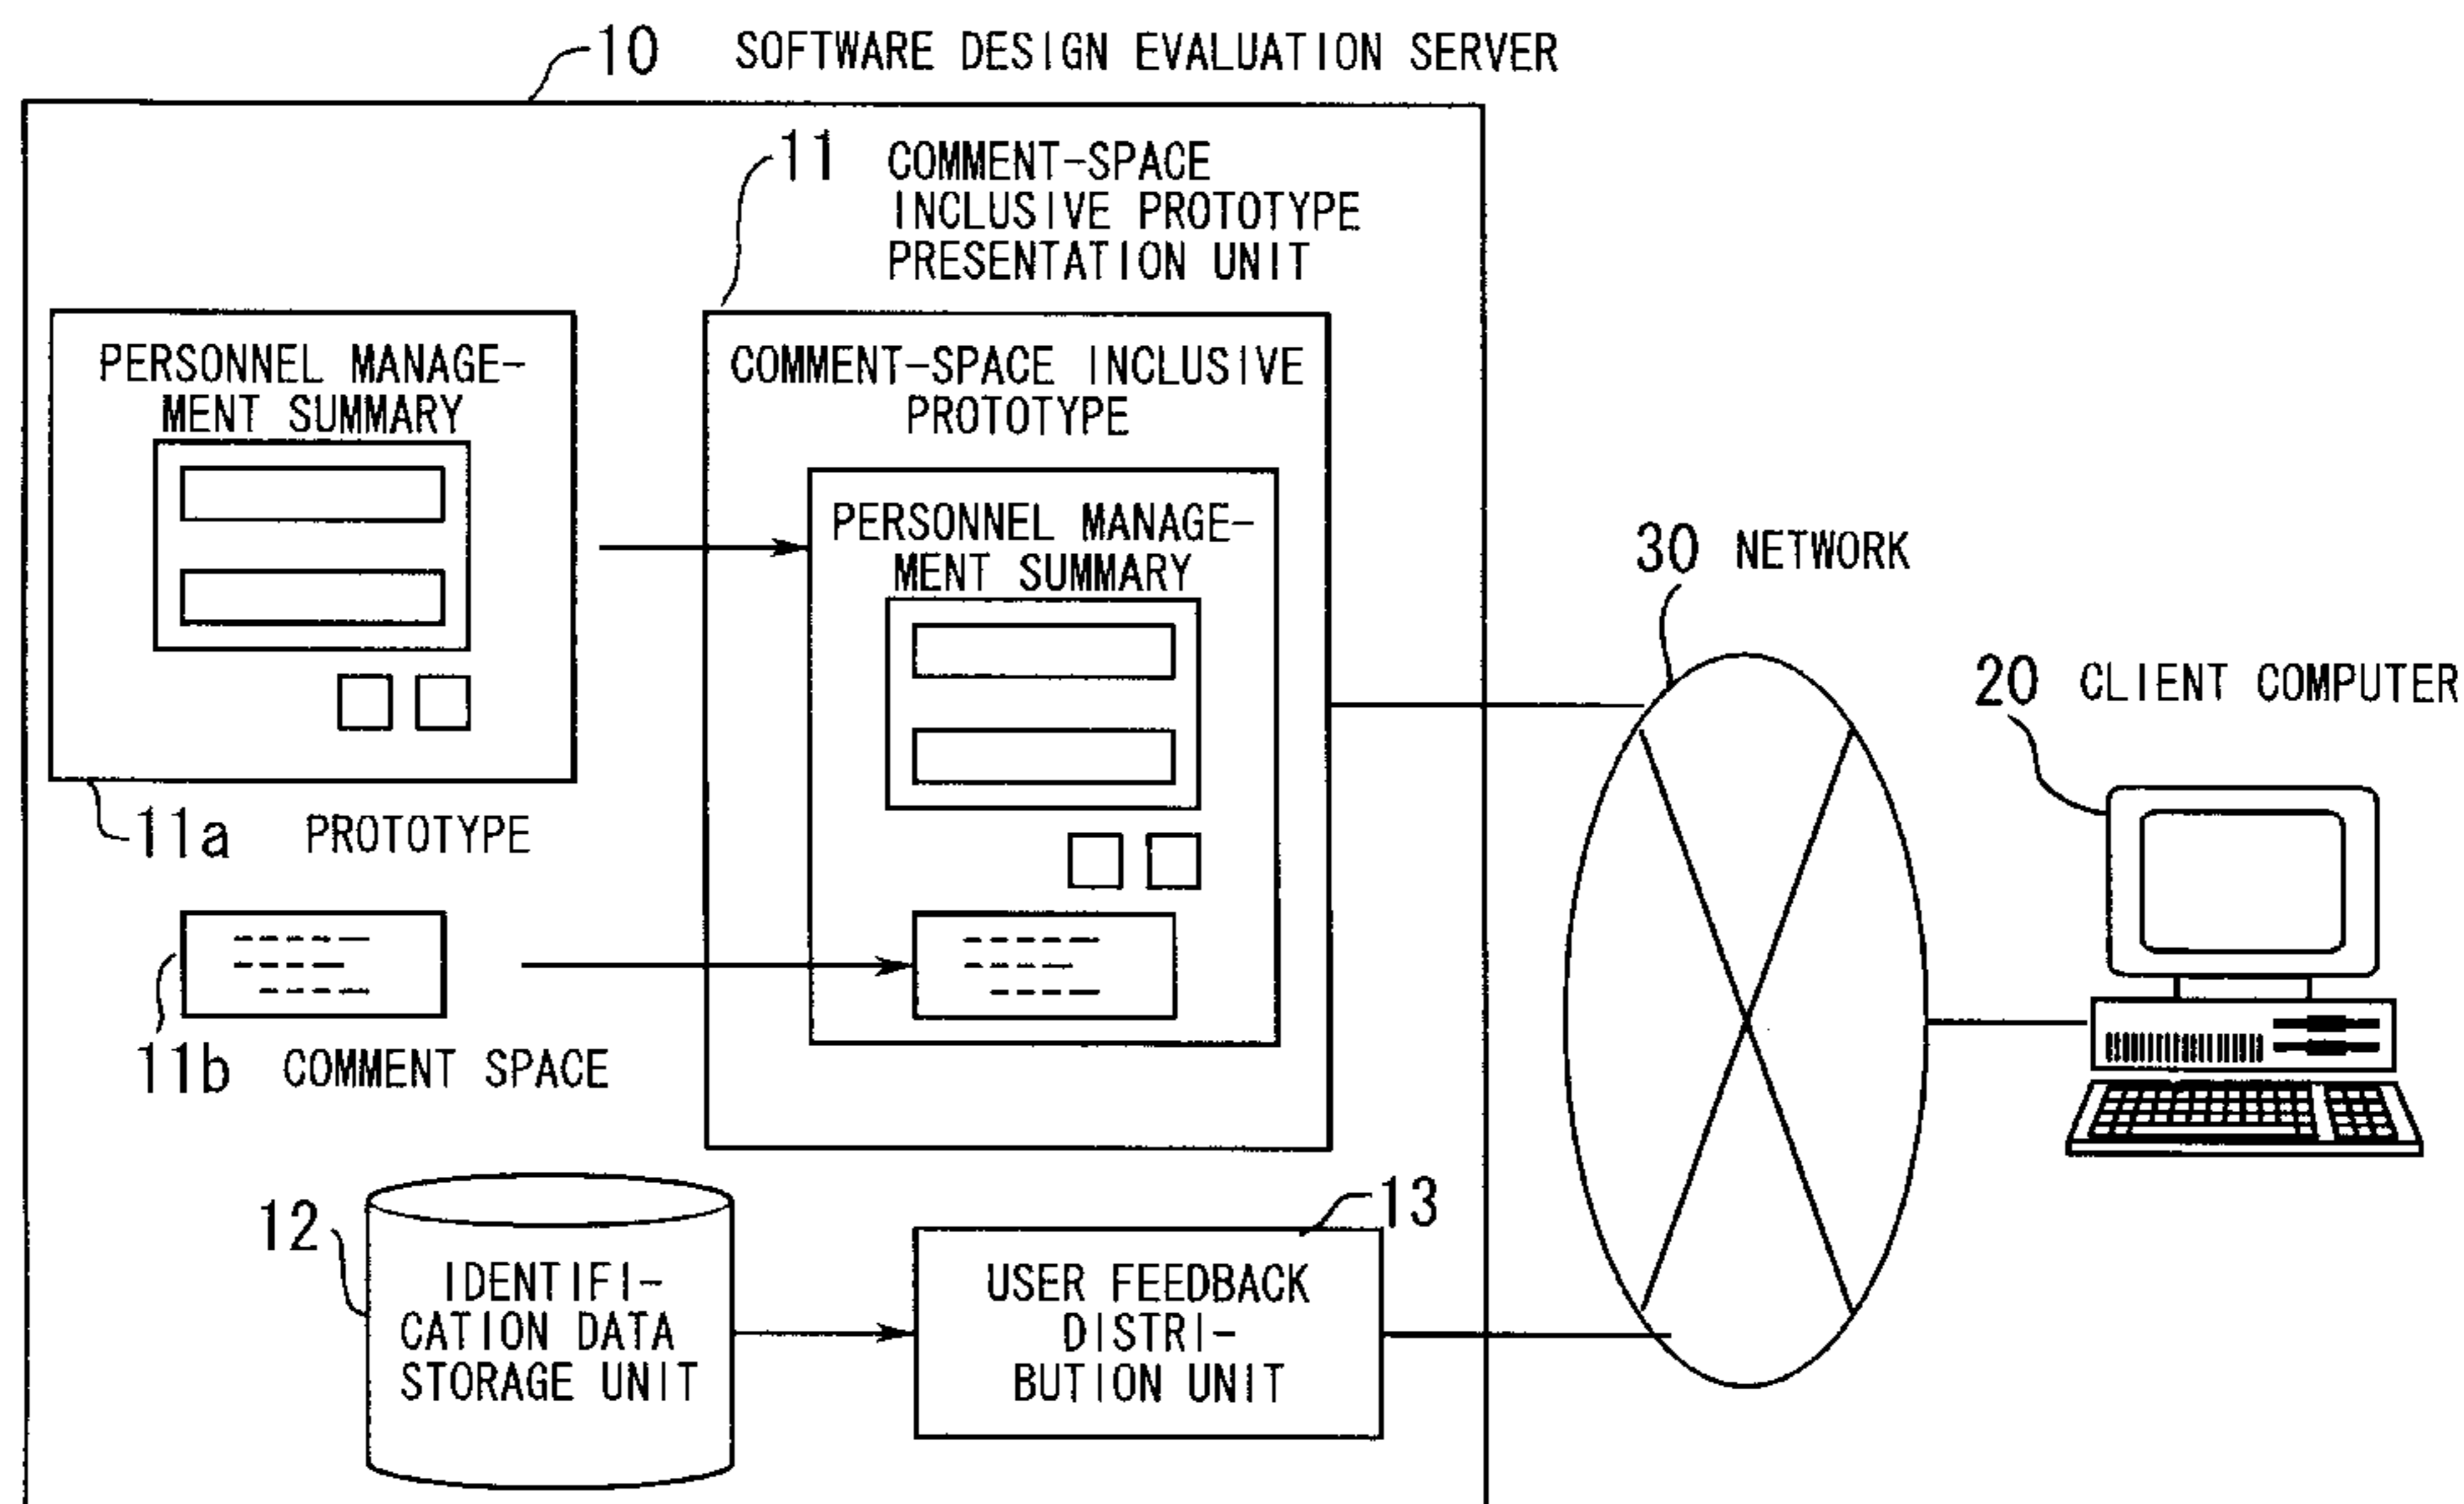 10 SOFTWARE DESIGN EVALUATION SERVER
11 COMMENT-SPACE
INCLUSIVE PROTOTYPE
PRESENTATION UNIT
PERSONNEL MANAGE-
MENT SUMMARY
11a PROTOTYPE
11b COMMENT SPACE
COMMENT-SPACE INCLUSIVE
PROTOTYPE
PERSONNEL MANAGE-
MENT SUMMARY
30 NETWORK
20 CLIENT COMPUTER
12
IDENTIFI-
CATION DATA
STORAGE UNIT
13
USER FEEDBACK
DISTRI-
BUTION UNIT